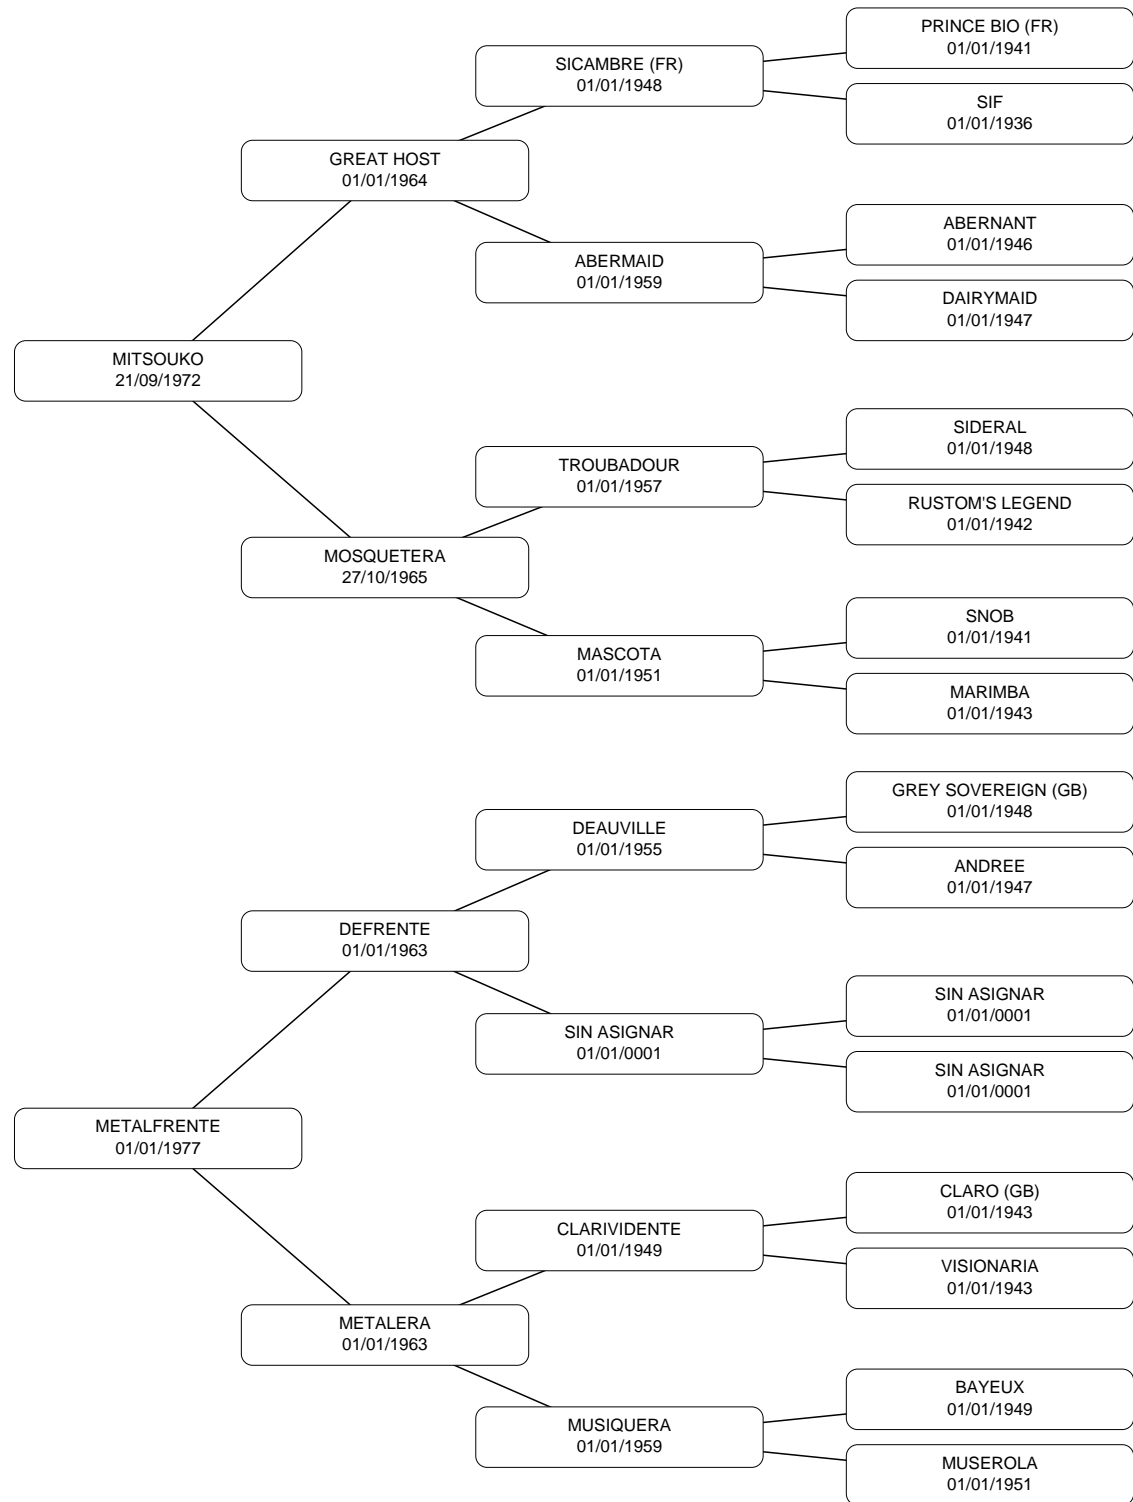 PRINCE BIO (FR)
01/01/1941
SICAMBRE (FR)
01/01/1948
SIF
01/01/1936
GREAT HOST
01/01/1964
ABERNANT
01/01/1946
ABERMAID
01/01/1959
DAIRYMAID
01/01/1947
MITSOUKO
21/09/1972
SIDERAL
01/01/1948
TROUBADOUR
01/01/1957
RUSTOM'S LEGEND
01/01/1942
MOSQUETERA
27/10/1965
SNOB
01/01/1941
MASCOTA
01/01/1951
MARIMBA
01/01/1943
GREY SOVEREIGN (GB)
01/01/1948
DEAUVILLE
01/01/1955
ANDREE
01/01/1947
DEFRENTE
01/01/1963
SIN ASIGNAR
01/01/0001
SIN ASIGNAR
01/01/0001
SIN ASIGNAR
01/01/0001
METALFRENTE
01/01/1977
CLARO (GB)
01/01/1943
CLARIVIDENTE
01/01/1949
VISIONARIA
01/01/1943
METALERA
01/01/1963
BAYEUX
01/01/1949
MUSIQUERA
01/01/1959
MUSEROLA
01/01/1951